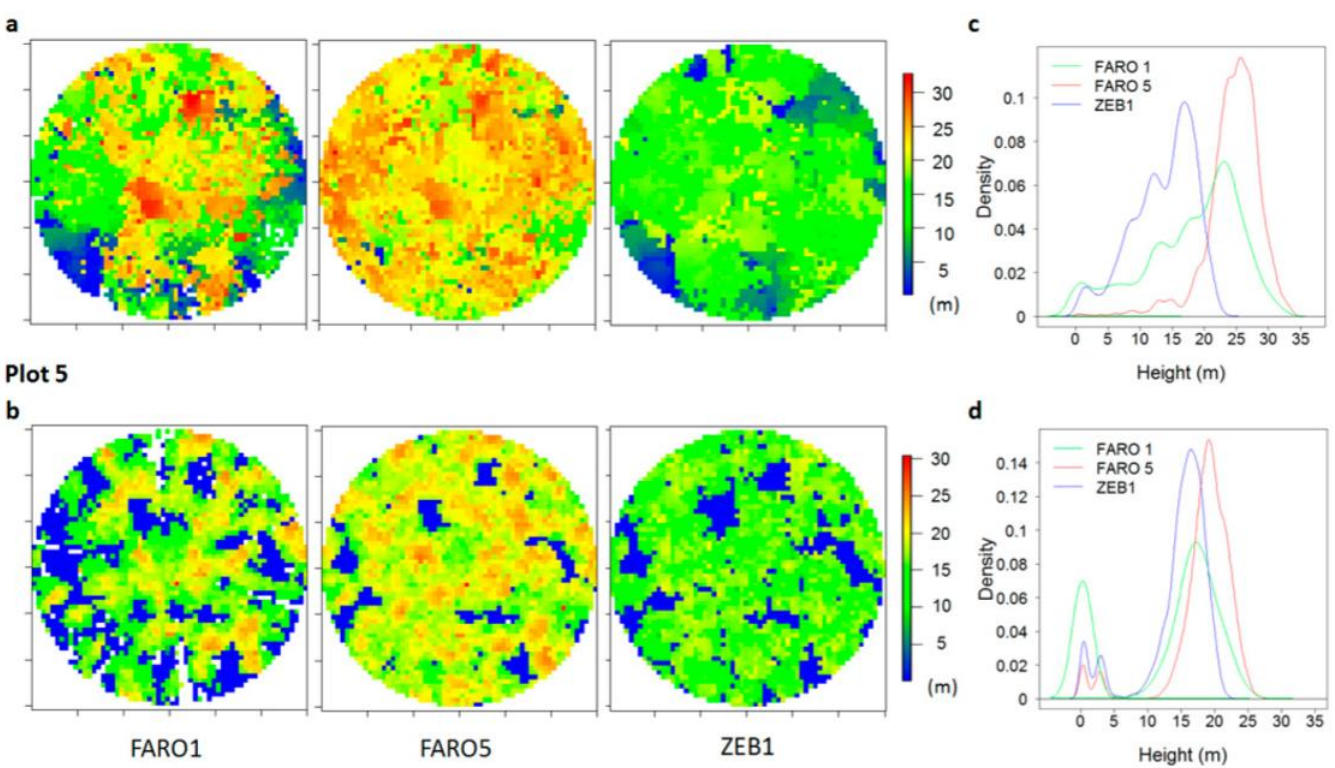 a
30
25
20
15
10
5
(m)
c
FARO 1
FARO 5
ZEB1
0.1
0.08
0.06
0.04
0.02
0
Density
0 5 10 15 20 25 30 35
Height (m)
Plot 5
b
30
25
20
15
10
5
(m)
d
FARO 1
FARO 5
ZEB1
0.14
0.12
0.1
0.08
0.06
0.04
0.02
0
Density
0 5 10 15 20 25 30 35
Height (m)
FARO1 FARO5 ZEB1